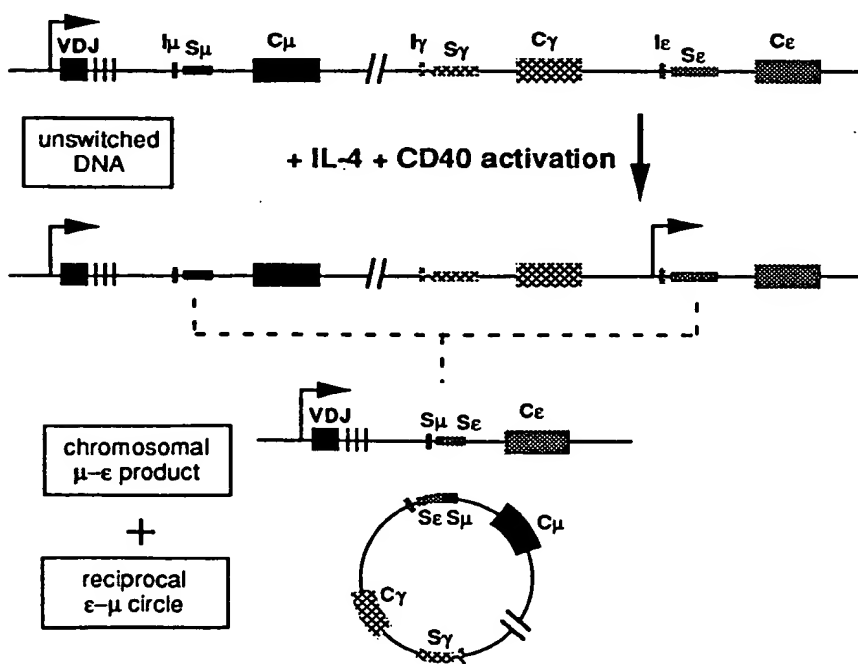 VDJ Iμ Sμ Cμ Iγ Sγ Cγ Iε Sε Cε
unswitched
DNA
+ IL-4 + CD40 activation
VDJ Sμ Sε Cε
chromosomal
μ–ε product
+
reciprocal
ε–μ circle
Sε Sμ Cμ
Cγ
Sγ